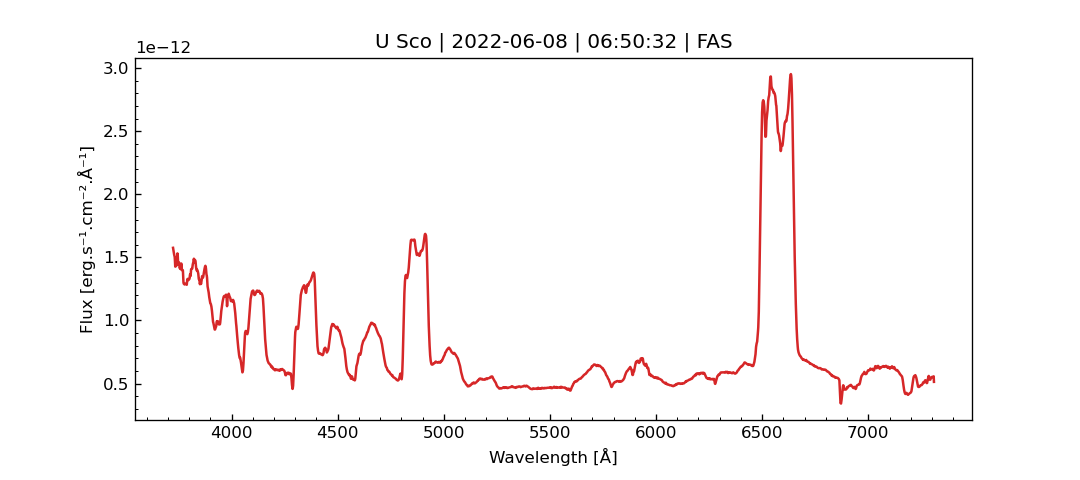 U Sco | 2022-06-08 | 06:50:32 | FAS
1e−12
3.0
2.5
2.0
1.5
1.0
0.5
Flux [erg.s⁻¹.cm⁻².Å⁻¹]
4000 4500 5000 5500 6000 6500 7000
Wavelength [Å]